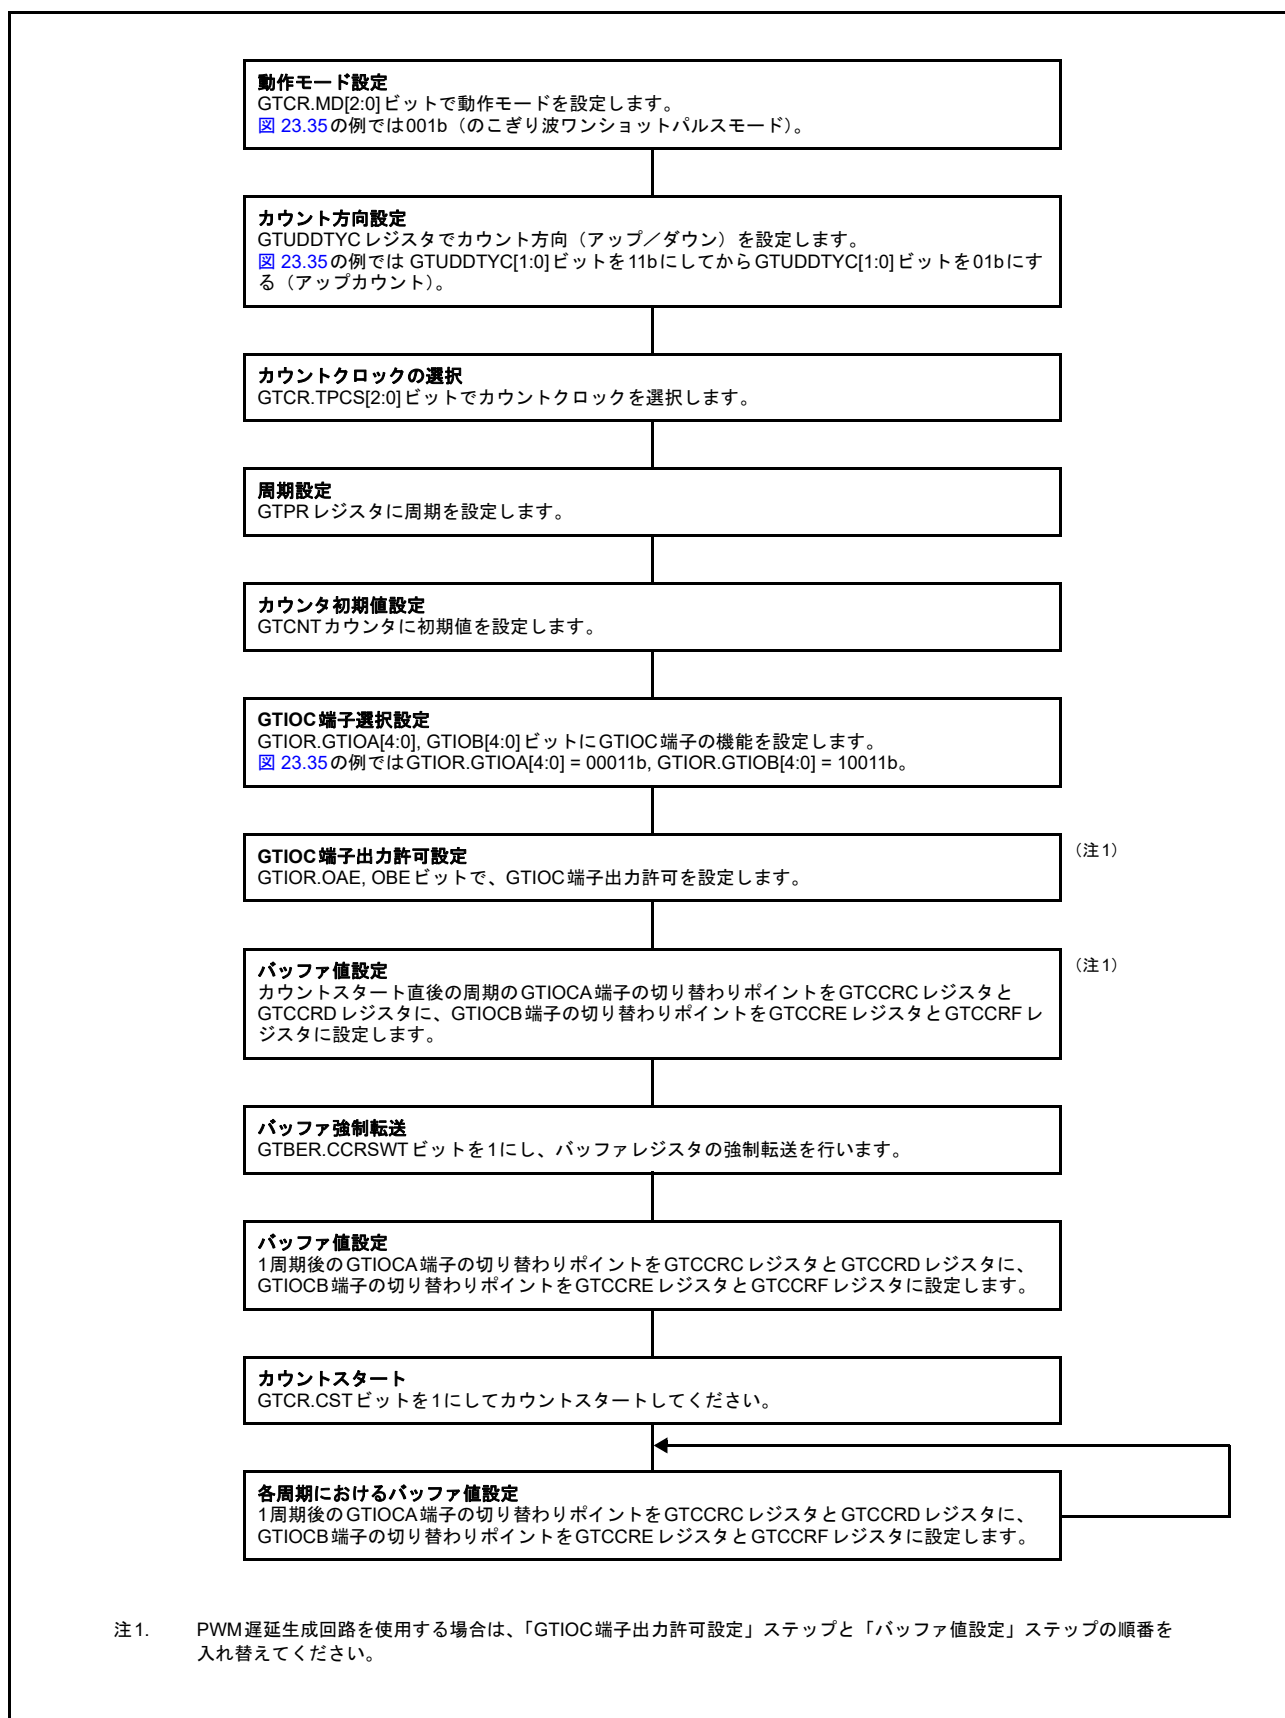 動作モード設定
GTCR.MD[2:0]ビットで動作モードを設定します。
図 23.35の例では001b（のこぎり波ワンショットパルスモード）。
カウント方向設定
GTUDDTYCレジスタでカウント方向（アップ／ダウン）を設定します。
図 23.35の例では GTUDDTYC[1:0]ビットを11bにしてからGTUDDTYC[1:0]ビットを01bにす
る（アップカウント）。
カウントクロックの選択
GTCR.TPCS[2:0]ビットでカウントクロックを選択します。
周期設定
GTPRレジスタに周期を設定します。
カウンタ初期値設定
GTCNTカウンタに初期値を設定します。
GTIOC端子選択設定
GTIOR.GTIOA[4:0], GTIOB[4:0]ビットにGTIOC端子の機能を設定します。
図 23.35の例ではGTIOR.GTIOA[4:0] = 00011b, GTIOR.GTIOB[4:0] = 10011b。
GTIOC端子出力許可設定
GTIOR.OAE, OBEビットで、GTIOC端子出力許可を設定します。
（注1）
バッファ値設定
カウントスタート直後の周期のGTIOCA端子の切り替わりポイントをGTCCRCレジスタと
GTCCRDレジスタに、GTIOCB端子の切り替わりポイントをGTCCREレジスタとGTCCRFレ
ジスタに設定します。
（注1）
バッファ強制転送
GTBER.CCRSWTビットを1にし、バッファレジスタの強制転送を行います。
バッファ値設定
1周期後のGTIOCA端子の切り替わりポイントをGTCCRCレジスタとGTCCRDレジスタに、
GTIOCB端子の切り替わりポイントをGTCCREレジスタとGTCCRFレジスタに設定します。
カウントスタート
GTCR.CSTビットを1にしてカウントスタートしてください。
各周期におけるバッファ値設定
1周期後のGTIOCA端子の切り替わりポイントをGTCCRCレジスタとGTCCRDレジスタに、
GTIOCB端子の切り替わりポイントをGTCCREレジスタとGTCCRFレジスタに設定します。
注1. PWM遅延生成回路を使用する場合は、「GTIOC端子出力許可設定」ステップと「バッファ値設定」ステップの順番を
入れ替えてください。